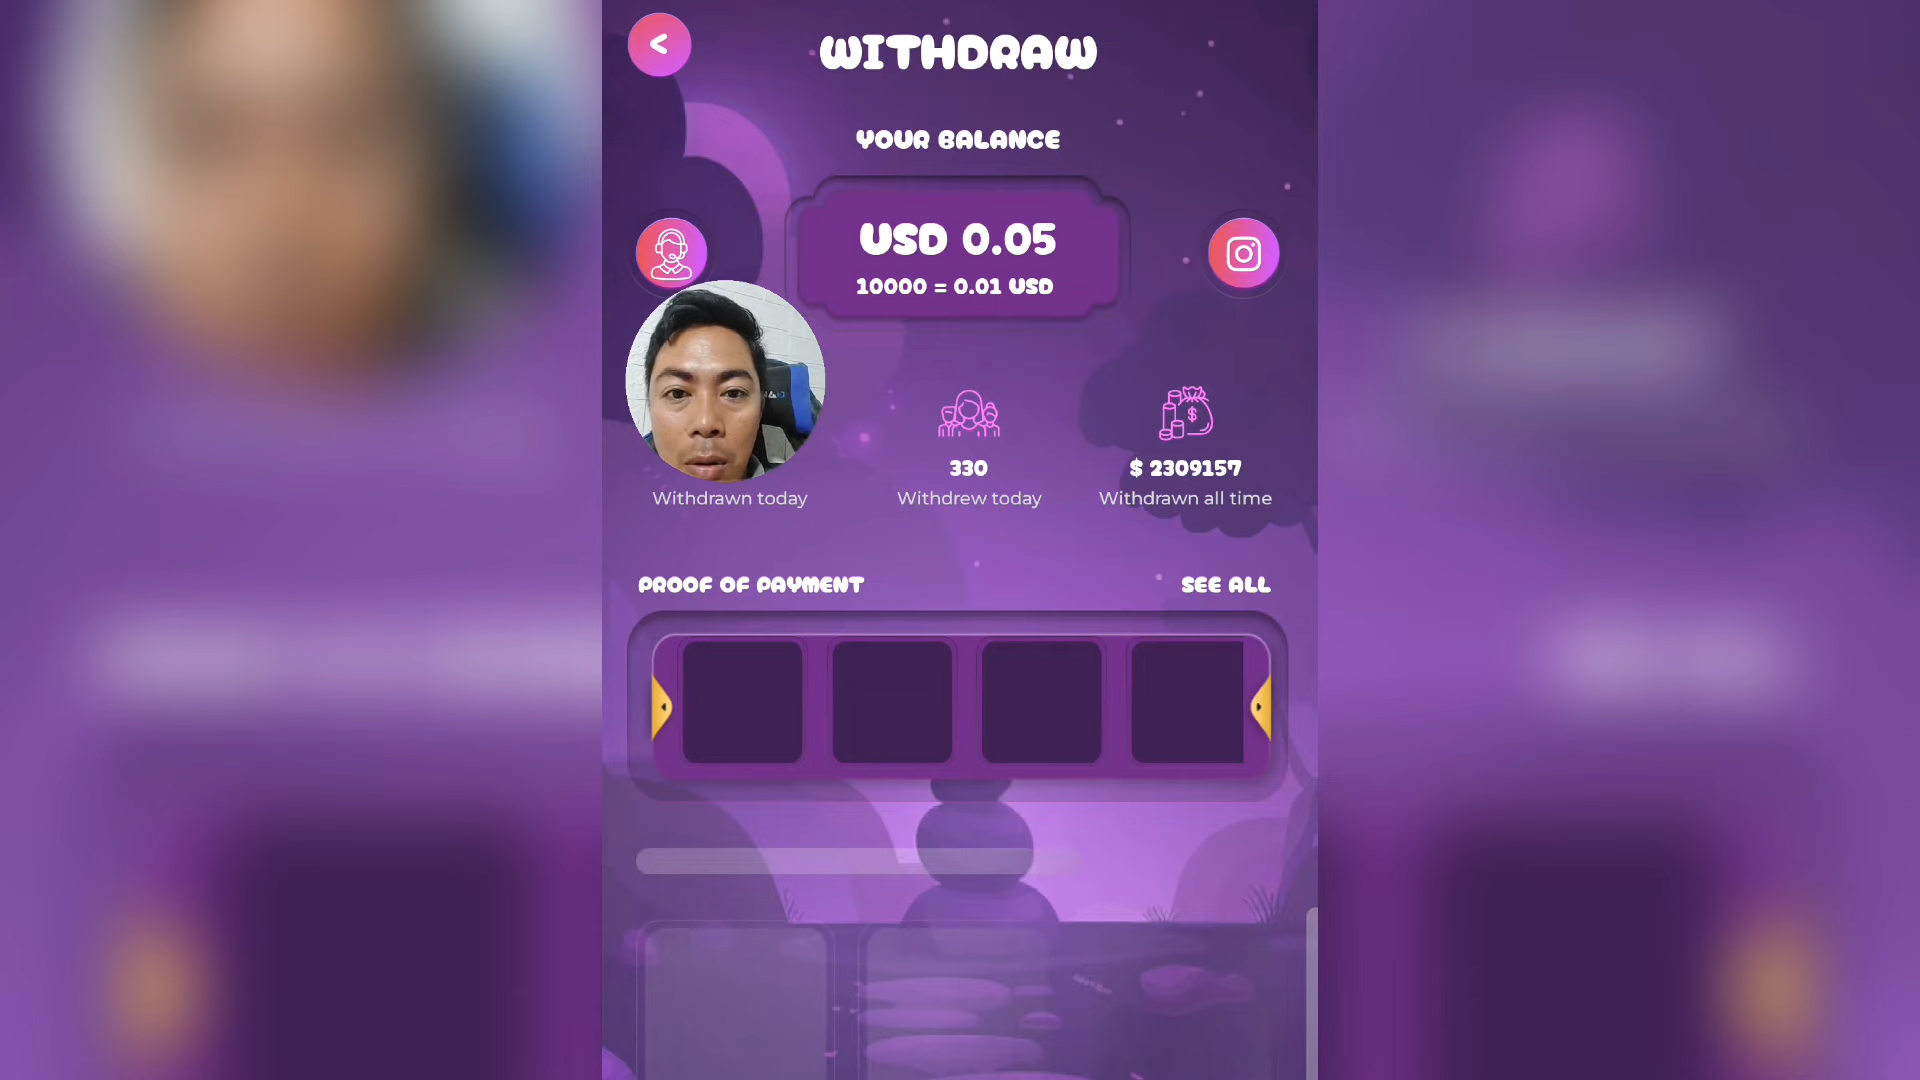 <
WITHDRAW
YOUR BALANCE
USD 0.05
10000 = 0.01 USD
330
$ 2309157
Withdrawn today
Withdrew today
Withdrawn all time
PROOF OF PAYMENT
SEE ALL